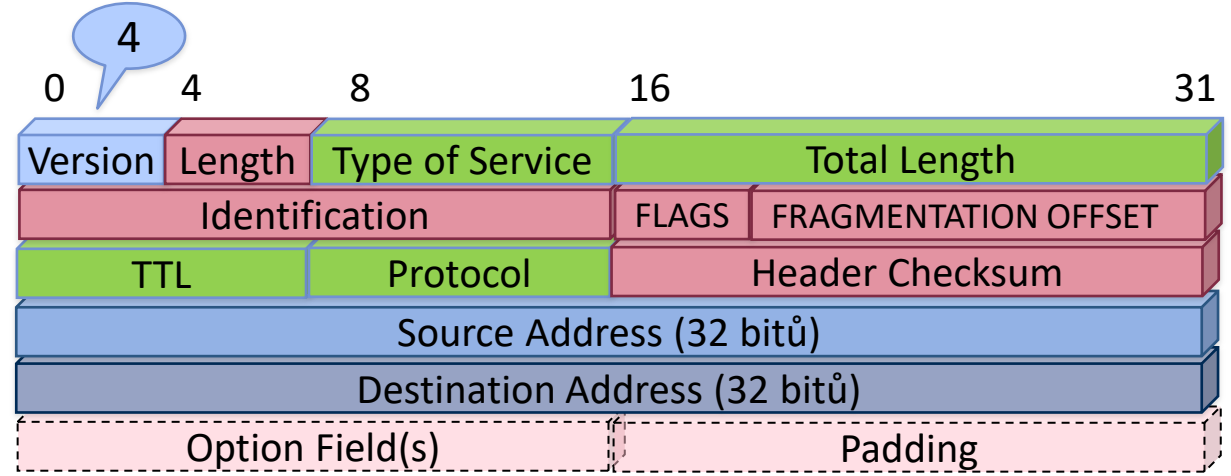 4
0 4 8 16 31
Version Length Type of Service Total Length
Identification FLAGS FRAGMENTATION OFFSET
TTL Protocol Header Checksum
Source Address (32 bitů)
Destination Address (32 bitů)
Option Field(s) Padding